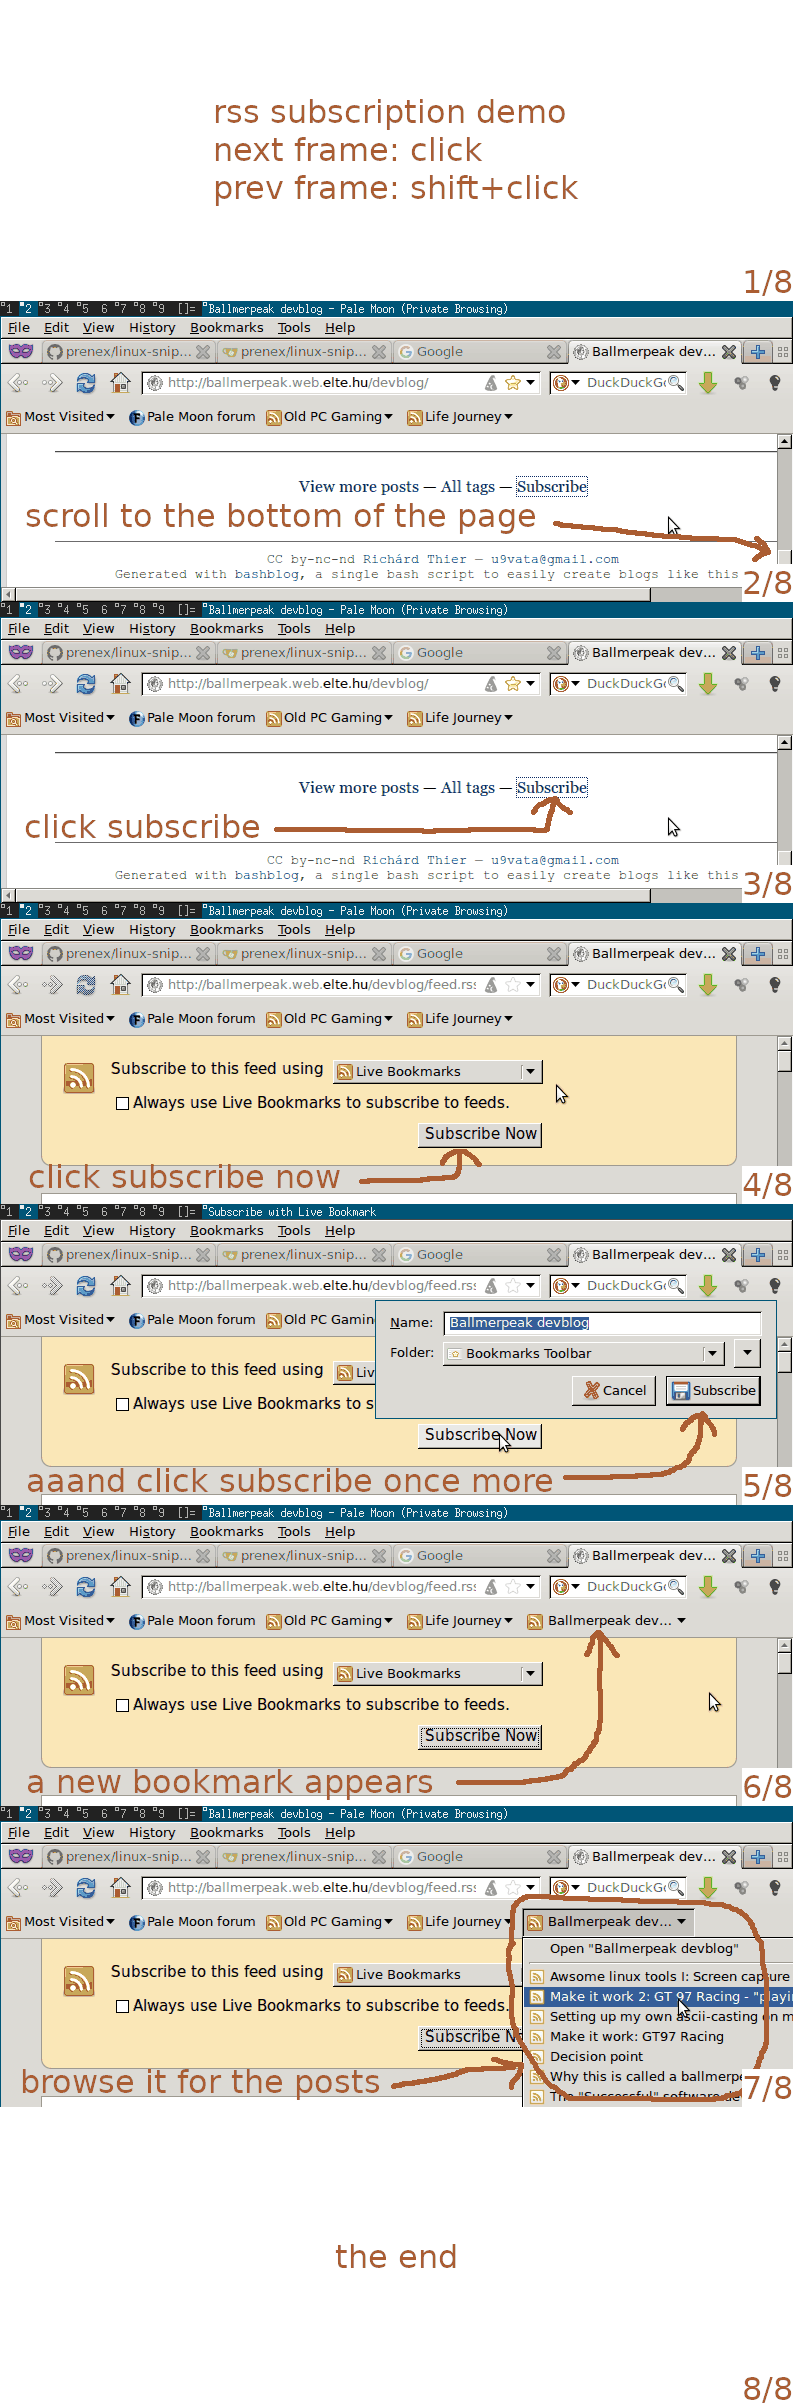 rss subscription demo
next frame: click
prev frame: shift+click
1/8
1 2 3 4 5 6 7 8 9 []= Ballmerpeak devblog - Pale Moon (Private Browsing)
File Edit View History Bookmarks Tools Help
prenex/linux-snip... prenex/linux-snip... Google Ballmerpeak dev...
http://ballmerpeak.web.elte.hu/devblog/ DuckDuckG
Most Visited Pale Moon forum Old PC Gaming Life Journey
View more posts — All tags — Subscribe
scroll to the bottom of the page
CC by-nc-nd Richárd Thier — u9vata@gmail.com
Generated with bashblog, a single bash script to easily create blogs like this
2/8
1 2 3 4 5 6 7 8 9 []= Ballmerpeak devblog - Pale Moon (Private Browsing)
File Edit View History Bookmarks Tools Help
prenex/linux-snip... prenex/linux-snip... Google Ballmerpeak dev...
http://ballmerpeak.web.elte.hu/devblog/ DuckDuckG
Most Visited Pale Moon forum Old PC Gaming Life Journey
View more posts — All tags — Subscribe
click subscribe
CC by-nc-nd Richárd Thier — u9vata@gmail.com
Generated with bashblog, a single bash script to easily create blogs like this
3/8
1 2 3 4 5 6 7 8 9 []= Ballmerpeak devblog - Pale Moon (Private Browsing)
File Edit View History Bookmarks Tools Help
prenex/linux-snip... prenex/linux-snip... Google Ballmerpeak dev...
http://ballmerpeak.web.elte.hu/devblog/feed.rss DuckDuckG
Most Visited Pale Moon forum Old PC Gaming Life Journey
Subscribe to this feed using Live Bookmarks
Always use Live Bookmarks to subscribe to feeds.
Subscribe Now
click subscribe now
4/8
1 2 3 4 5 6 7 8 9 []= Subscribe with Live Bookmark
File Edit View History Bookmarks Tools Help
prenex/linux-snip... prenex/linux-snip... Google Ballmerpeak dev...
http://ballmerpeak.web.elte.hu/devblog/feed.rss DuckDuckG
Most Visited Pale Moon forum Old PC Gamin
Name: Ballmerpeak devblog
Folder: Bookmarks Toolbar
Subscribe to this feed using Liv
Cancel Subscribe
Always use Live Bookmarks to s
Subscribe Now
aaand click subscribe once more
5/8
1 2 3 4 5 6 7 8 9 []= Ballmerpeak devblog - Pale Moon (Private Browsing)
File Edit View History Bookmarks Tools Help
prenex/linux-snip... prenex/linux-snip... Google Ballmerpeak dev...
http://ballmerpeak.web.elte.hu/devblog/feed.rss DuckDuckG
Most Visited Pale Moon forum Old PC Gaming Life Journey Ballmerpeak dev...
Subscribe to this feed using Live Bookmarks
Always use Live Bookmarks to subscribe to feeds.
Subscribe Now
a new bookmark appears
6/8
1 2 3 4 5 6 7 8 9 []= Ballmerpeak devblog - Pale Moon (Private Browsing)
File Edit View History Bookmarks Tools Help
prenex/linux-snip... prenex/linux-snip... Google Ballmerpeak dev...
http://ballmerpeak.web.elte.hu/devblog/feed.rss DuckDuckG
Most Visited Pale Moon forum Old PC Gaming Life Journey Ballmerpeak dev...
Open "Ballmerpeak devblog"
Subscribe to this feed using Live Bookmarks
Awsome linux tools I: Screen capture
Make it work 2: GT 97 Racing - "playi
Always use Live Bookmarks to subscribe to feeds.
Setting up my own ascii-casting on m
Subscribe N
Make it work: GT97 Racing
Decision point
Why this is called a ballmerpe
The "Successful" software de
browse it for the posts
7/8
the end
8/8